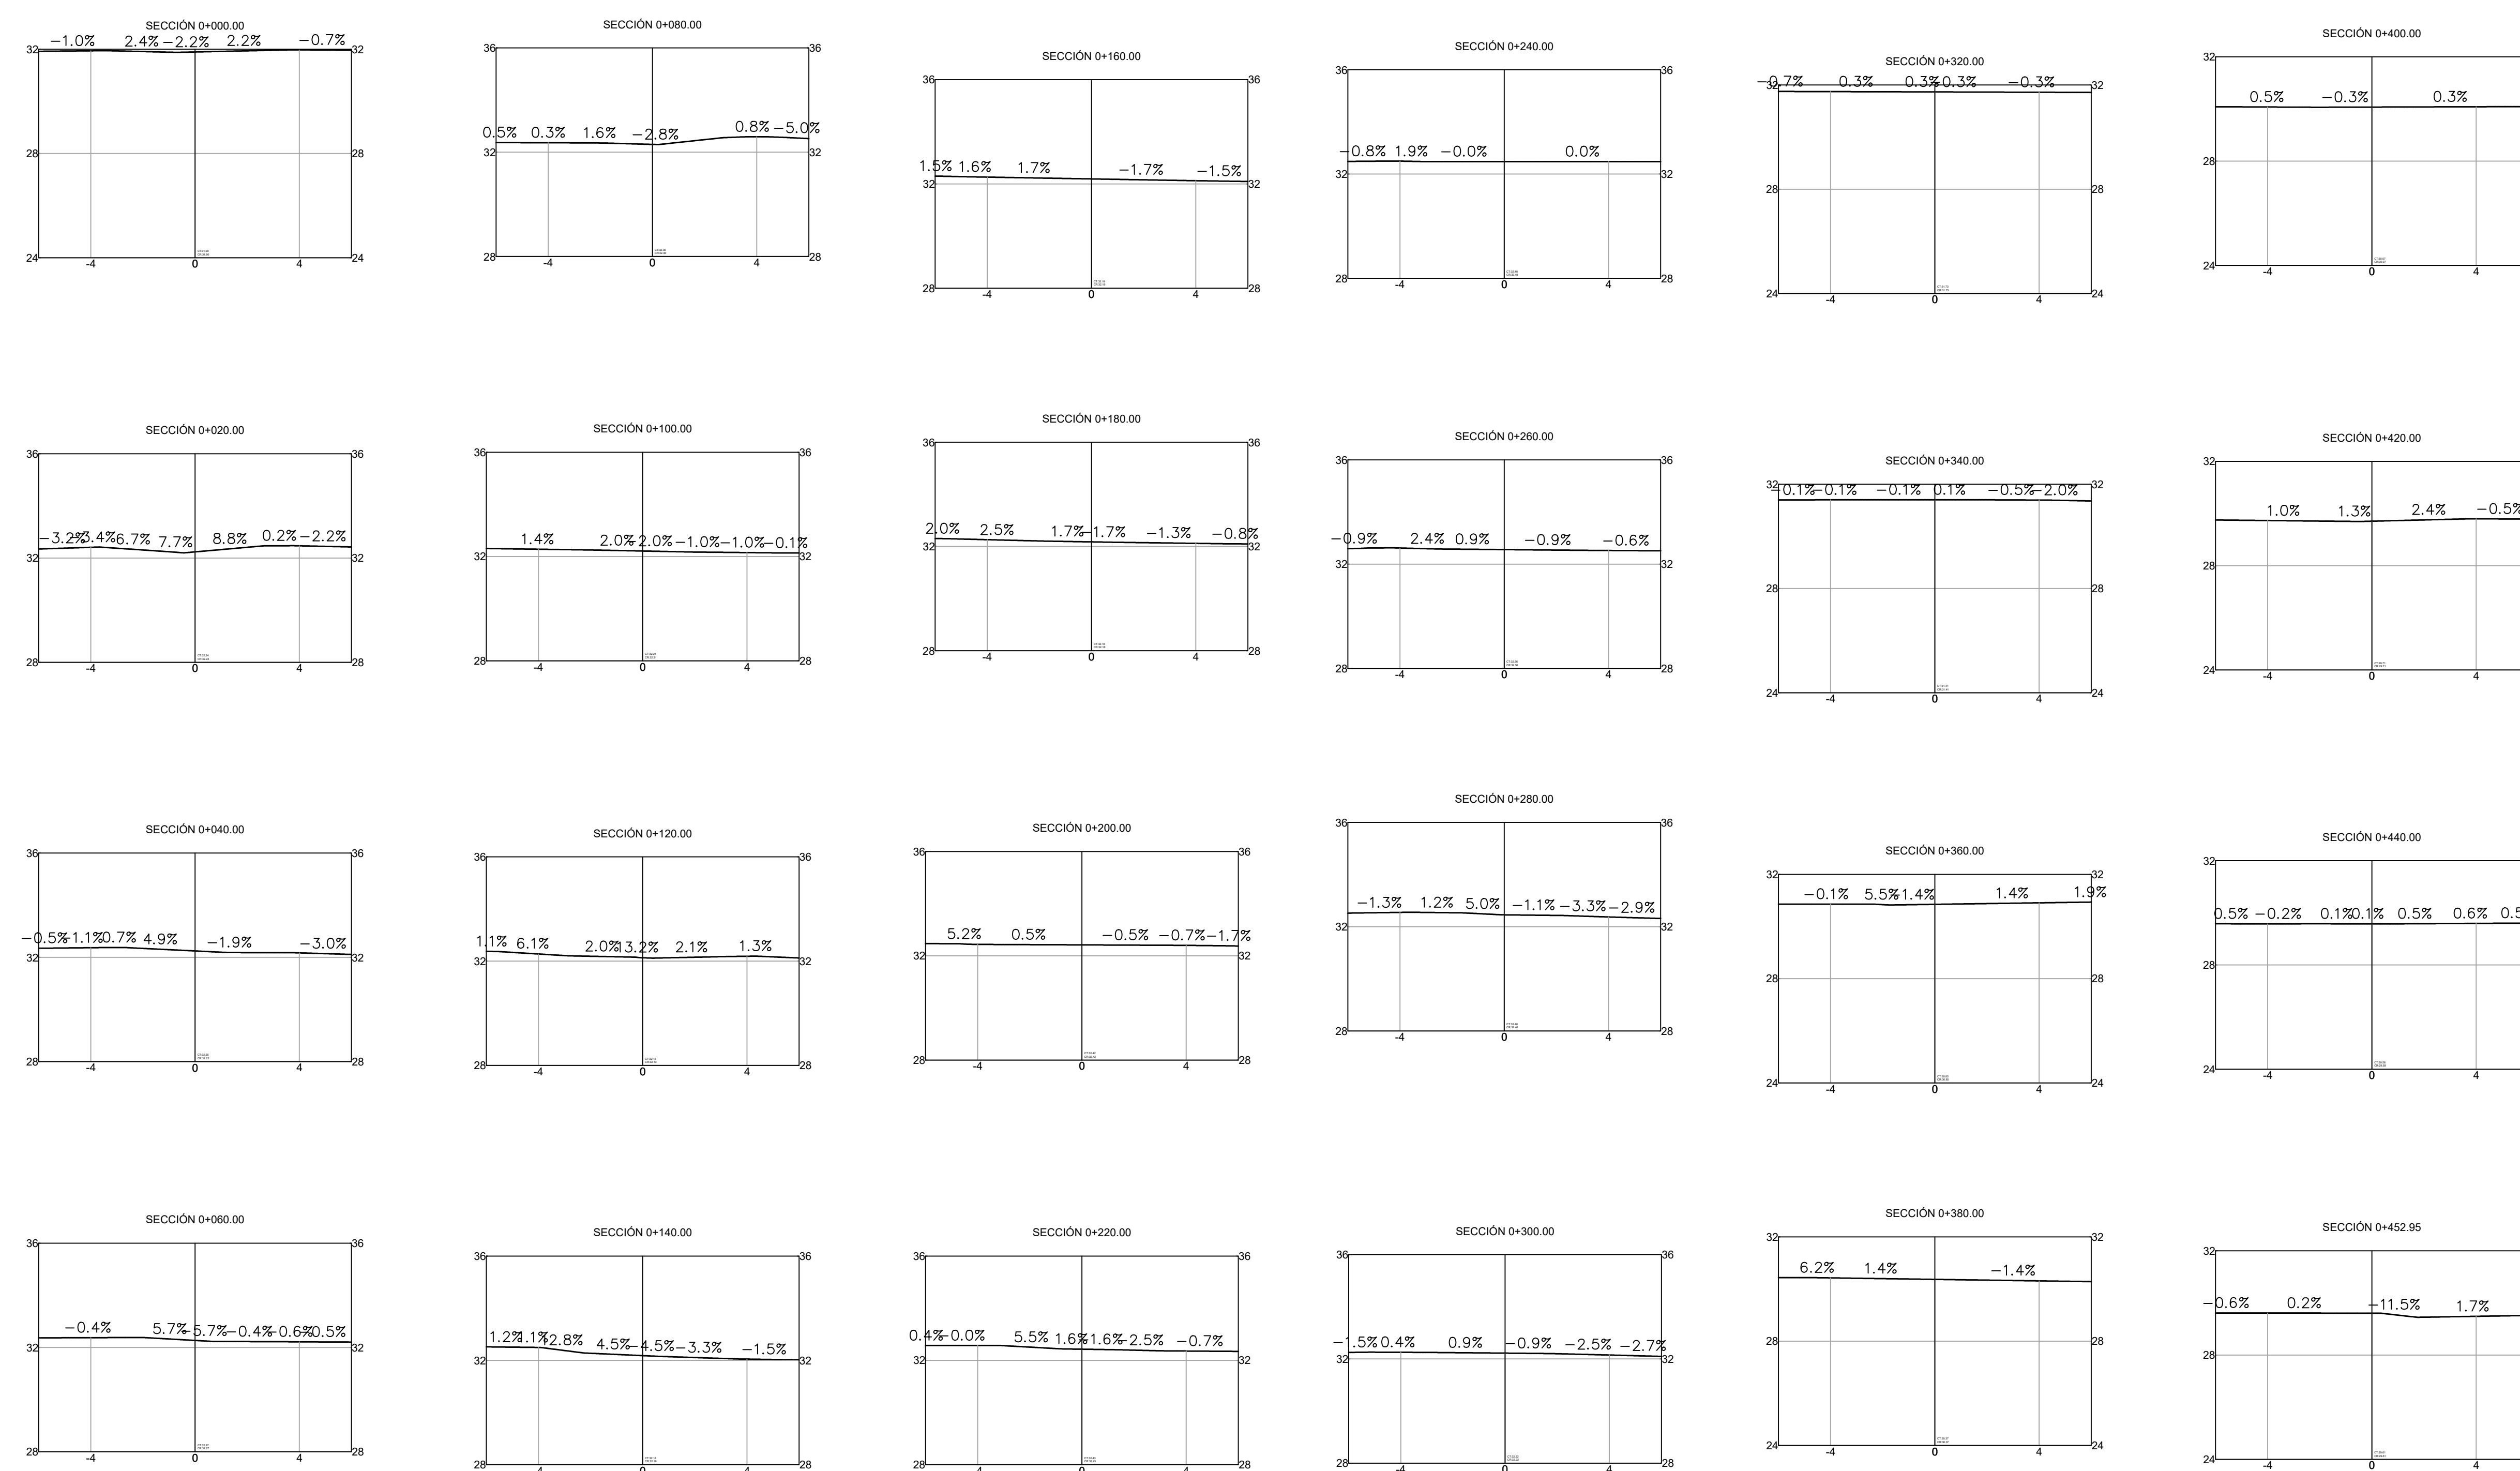 SECCIÓN 0+000.00
−1.0% 2.4% −2.2% 2.2% −0.7%
32 32
28 28
24 24
-4 0 4
SECCIÓN 0+080.00
36 36
0.5% 0.3% 1.6% −2.8% 0.8% −5.0%
32 32
28 28
-4 0 4
SECCIÓN 0+160.00
36 36
1.5% 1.6% 1.7% −1.7% −1.5%
32 32
28 28
-4 0 4
SECCIÓN 0+240.00
36 36
−0.8% 1.9% −0.0% 0.0%
32 32
28 28
-4 0 4
SECCIÓN 0+320.00
−0.7% 0.3% 0.3% −0.3% −0.3%
32 32
28 28
24 24
-4 0 4
SECCIÓN 0+400.00
32
0.5% −0.3% 0.3%
28
24
-4 0 4
SECCIÓN 0+020.00
36 36
−3.2% −3.4% 6.7% 7.7% 8.8% 0.2% −2.2%
32 32
28 28
-4 0 4
SECCIÓN 0+100.00
36 36
1.4% 2.0% −2.0% −1.0% −1.0% −0.1%
32 32
28 28
-4 0 4
SECCIÓN 0+180.00
36 36
2.0% 2.5% 1.7% −1.7% −1.3% −0.8%
32 32
28 28
-4 0 4
SECCIÓN 0+260.00
36 36
−0.9% 2.4% 0.9% −0.9% −0.6%
32 32
28 28
-4 0 4
SECCIÓN 0+340.00
32 32
−0.1% −0.1% −0.1% 0.1% −0.5% −2.0%
28 28
24 24
-4 0 4
SECCIÓN 0+420.00
32
1.0% 1.3% 2.4% −0.5%
28
24
-4 0 4
SECCIÓN 0+040.00
36 36
−0.5% −1.1% 0.7% 4.9% −1.9% −3.0%
32 32
28 28
-4 0 4
SECCIÓN 0+120.00
36 36
1.1% 6.1% 2.0% 13.2% 2.1% 1.3%
32 32
28 28
-4 0 4
SECCIÓN 0+200.00
36 36
5.2% 0.5% −0.5% −0.7% −1.7%
32 32
28 28
-4 0 4
SECCIÓN 0+280.00
36 36
−1.3% 1.2% 5.0% −1.1% −3.3% −2.9%
32 32
28 28
-4 0 4
SECCIÓN 0+360.00
32 32
−0.1% 5.5% −1.4% 1.4% 1.9%
28 28
24 24
-4 0 4
SECCIÓN 0+440.00
32
0.5% −0.2% 0.1% 0.1% 0.5% 0.6% 0.5
28
24
-4 0 4
SECCIÓN 0+060.00
36 36
−0.4% 5.7% −5.7% −0.4% −0.6% 0.5%
32 32
28 28
-4 0 4
SECCIÓN 0+140.00
36 36
1.2% 1.1% 12.8% 4.5% −4.5% −3.3% −1.5%
32 32
28 28
-4 0 4
SECCIÓN 0+220.00
36 36
0.4% −0.0% 5.5% 1.6% −1.6% −2.5% −0.7%
32 32
28 28
-4 0 4
SECCIÓN 0+300.00
36 36
−1.5% 0.4% 0.9% −0.9% −2.5% −2.7%
32 32
28 28
-4 0 4
SECCIÓN 0+380.00
32 32
6.2% 1.4% −1.4%
28 28
24 24
-4 0 4
SECCIÓN 0+452.95
32
−0.6% 0.2% −11.5% 1.7%
28
24
-4 0 4